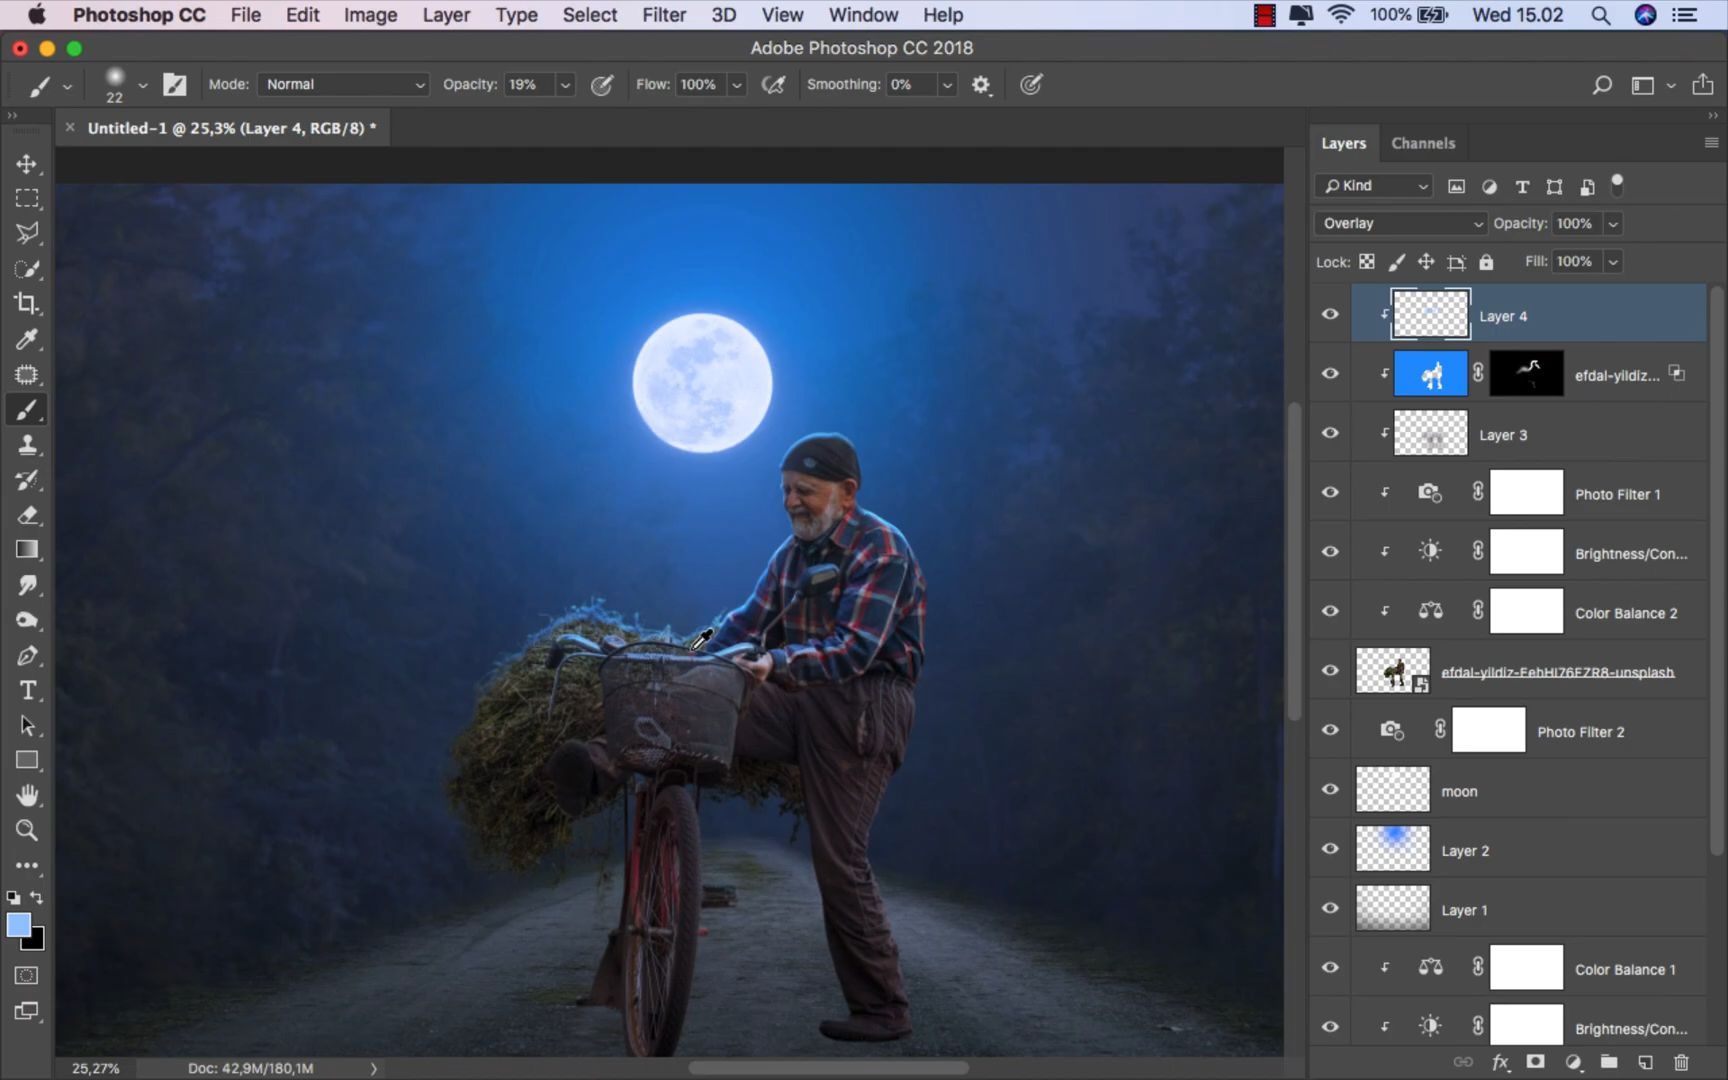 Photoshop CC File Edit Image Layer Type Select Filter 3D View Window Help 100% Wed 15.02
Adobe Photoshop CC 2018
22 Mode: Normal Opacity: 19% Flow: 100% Smoothing: 0%
Untitled-1 @ 25,3% (Layer 4, RGB/8) *
Layers Channels
Kind
Overlay Opacity: 100%
Lock: Fill: 100%
Layer 4
efdal-yildiz...
Layer 3
Photo Filter 1
Brightness/Con...
Color Balance 2
efdal-yildiz-EebHI76EZR8-unsplash
Photo Filter 2
moon
Layer 2
Layer 1
Color Balance 1
Brightness/Con...
25,27% Doc: 42,9M/180,1M